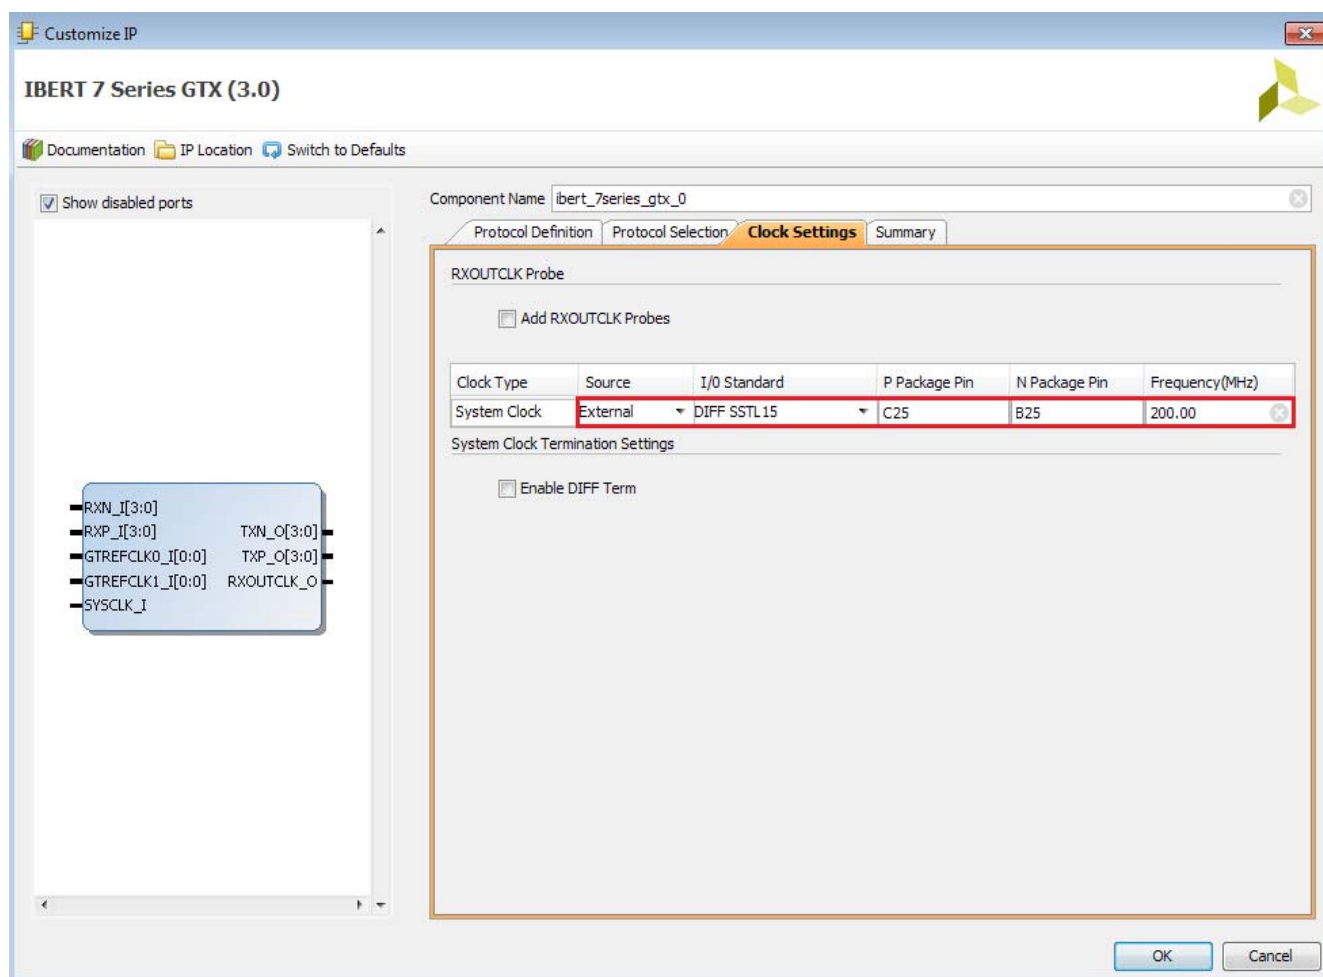 Customize IP
IBERT 7 Series GTX (3.0)
Documentation IP Location Switch to Defaults
Show disabled ports
Component Name ibert_7series_gtx_0
Protocol Definition Protocol Selection Clock Settings Summary
RXOUTCLK Probe
Add RXOUTCLK Probes
Clock Type Source I/0 Standard P Package Pin N Package Pin Frequency(MHz)
System Clock External DIFF SSTL15 C25 B25 200.00
System Clock Termination Settings
Enable DIFF Term
RXN_I[3:0]
RXP_I[3:0] TXN_O[3:0]
GTREFCLK0_I[0:0] TXP_O[3:0]
GTREFCLK1_I[0:0] RXOUTCLK_O
SYSCLK_I
OK Cancel